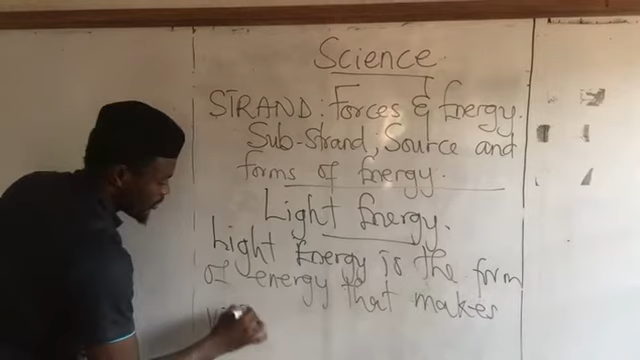 Science
STRAND: Forces & Energy.
Sub-strand; Source and
forms of Energy.
Light Energy.
Light Energy is the form
of energy that makes